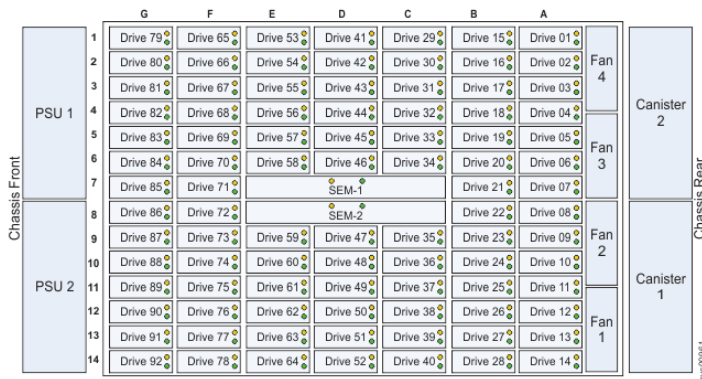 G F E D C B A
1 Drive 79 Drive 65 Drive 53 Drive 41 Drive 29 Drive 15 Drive 01
2 Drive 80 Drive 66 Drive 54 Drive 42 Drive 30 Drive 16 Drive 02
3 Drive 81 Drive 67 Drive 55 Drive 43 Drive 31 Drive 17 Drive 03
4 Drive 82 Drive 68 Drive 56 Drive 44 Drive 32 Drive 18 Drive 04
5 Drive 83 Drive 69 Drive 57 Drive 45 Drive 33 Drive 19 Drive 05
6 Drive 84 Drive 70 Drive 58 Drive 46 Drive 34 Drive 20 Drive 06
7 Drive 85 Drive 71 SEM-1 Drive 21 Drive 07
8 Drive 86 Drive 72 SEM-2 Drive 22 Drive 08
9 Drive 87 Drive 73 Drive 59 Drive 47 Drive 35 Drive 23 Drive 09
10 Drive 88 Drive 74 Drive 60 Drive 48 Drive 36 Drive 24 Drive 10
11 Drive 89 Drive 75 Drive 61 Drive 49 Drive 37 Drive 25 Drive 11
12 Drive 90 Drive 76 Drive 62 Drive 50 Drive 38 Drive 26 Drive 12
13 Drive 91 Drive 77 Drive 63 Drive 51 Drive 39 Drive 27 Drive 13
14 Drive 92 Drive 78 Drive 64 Drive 52 Drive 40 Drive 28 Drive 14
Chassis Front
PSU 1
PSU 2
Fan
4
Fan
3
Fan
2
Fan
1
Canister
2
Canister
1
Chassis Rear